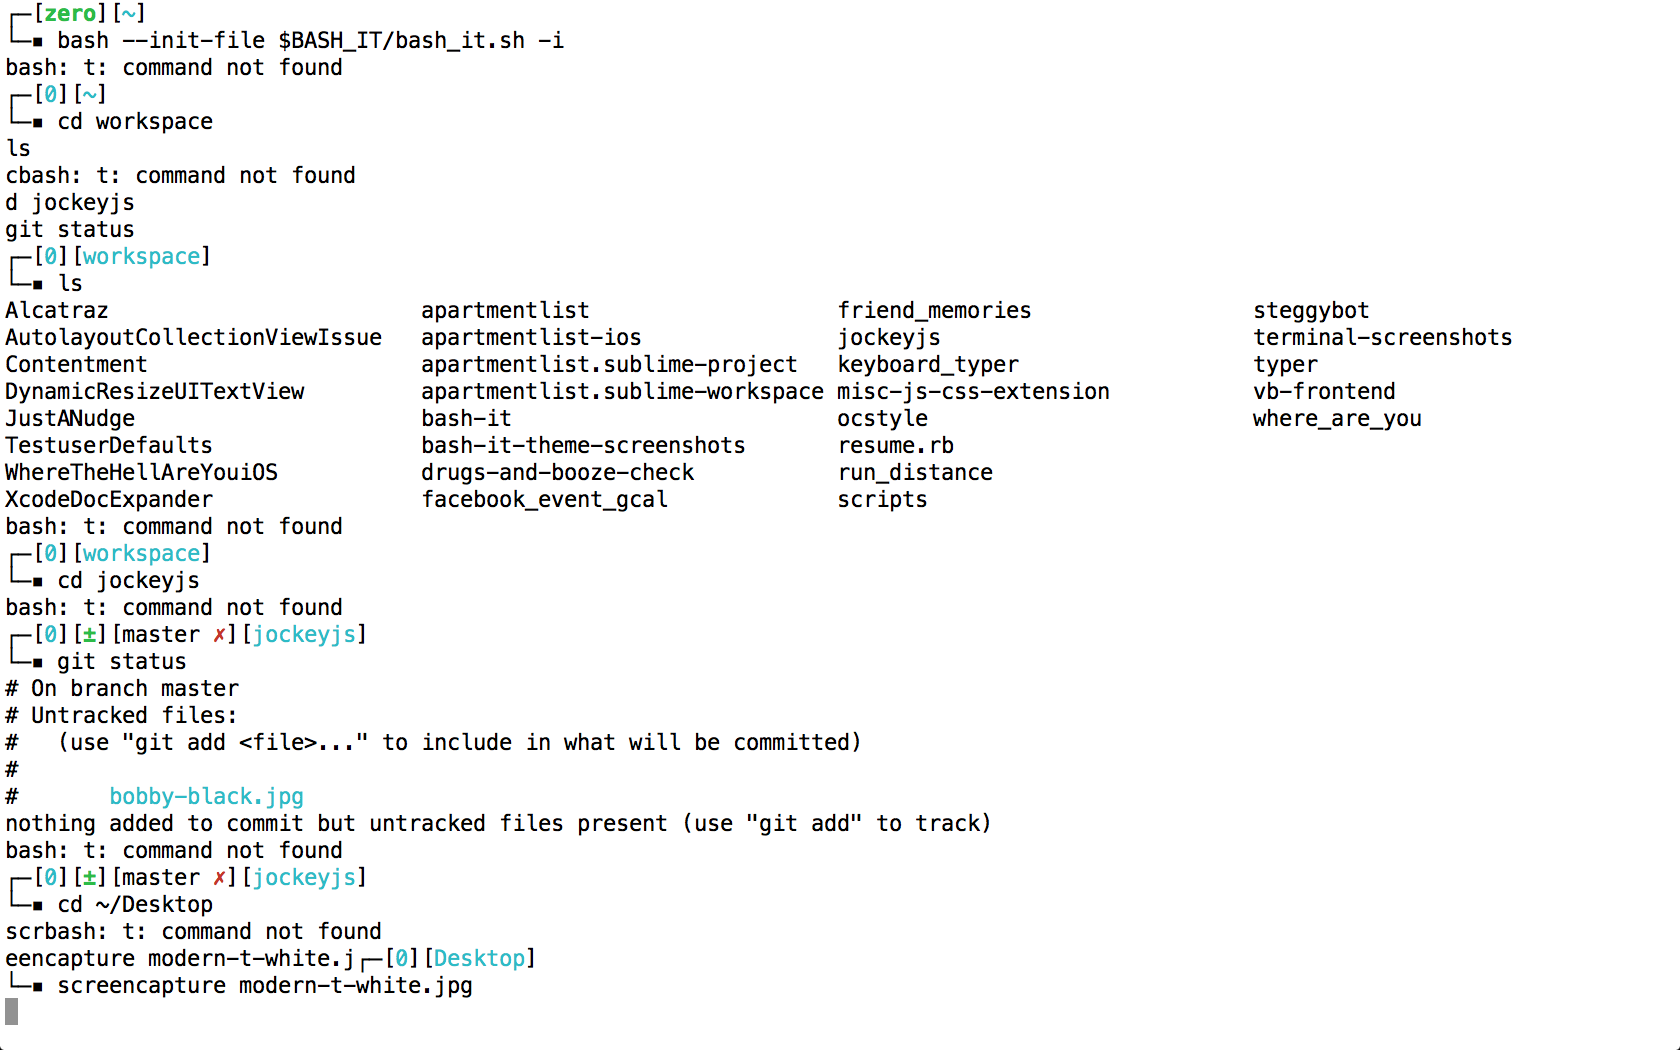 ┌─[zero][~]
└─▪ bash --init-file $BASH_IT/bash_it.sh -i
bash: t: command not found
┌─[0][~]
└─▪ cd workspace
ls
cbash: t: command not found
d jockeyjs
git status
┌─[0][workspace]
└─▪ ls
Alcatraz apartmentlist friend_memories steggybot
AutolayoutCollectionViewIssue apartmentlist-ios jockeyjs terminal-screenshots
Contentment apartmentlist.sublime-project keyboard_typer typer
DynamicResizeUITextView apartmentlist.sublime-workspace misc-js-css-extension vb-frontend
JustANudge bash-it ocstyle where_are_you
TestuserDefaults bash-it-theme-screenshots resume.rb
WhereTheHellAreYouiOS drugs-and-booze-check run_distance
XcodeDocExpander facebook_event_gcal scripts
bash: t: command not found
┌─[0][workspace]
└─▪ cd jockeyjs
bash: t: command not found
┌─[0][±][master ✗][jockeyjs]
└─▪ git status
# On branch master
# Untracked files:
#   (use "git add <file>..." to include in what will be committed)
#
#       bobby-black.jpg
nothing added to commit but untracked files present (use "git add" to track)
bash: t: command not found
┌─[0][±][master ✗][jockeyjs]
└─▪ cd ~/Desktop
scrbash: t: command not found
eencapture modern-t-white.j┌─[0][Desktop]
└─▪ screencapture modern-t-white.jpg